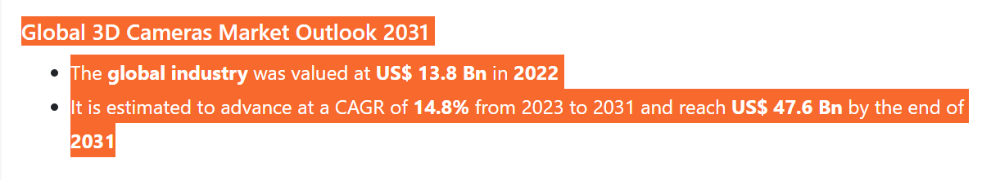 Global 3D Cameras Market Outlook 2031
• The global industry was valued at US$ 13.8 Bn in 2022
• It is estimated to advance at a CAGR of 14.8% from 2023 to 2031 and reach US$ 47.6 Bn by the end of
2031